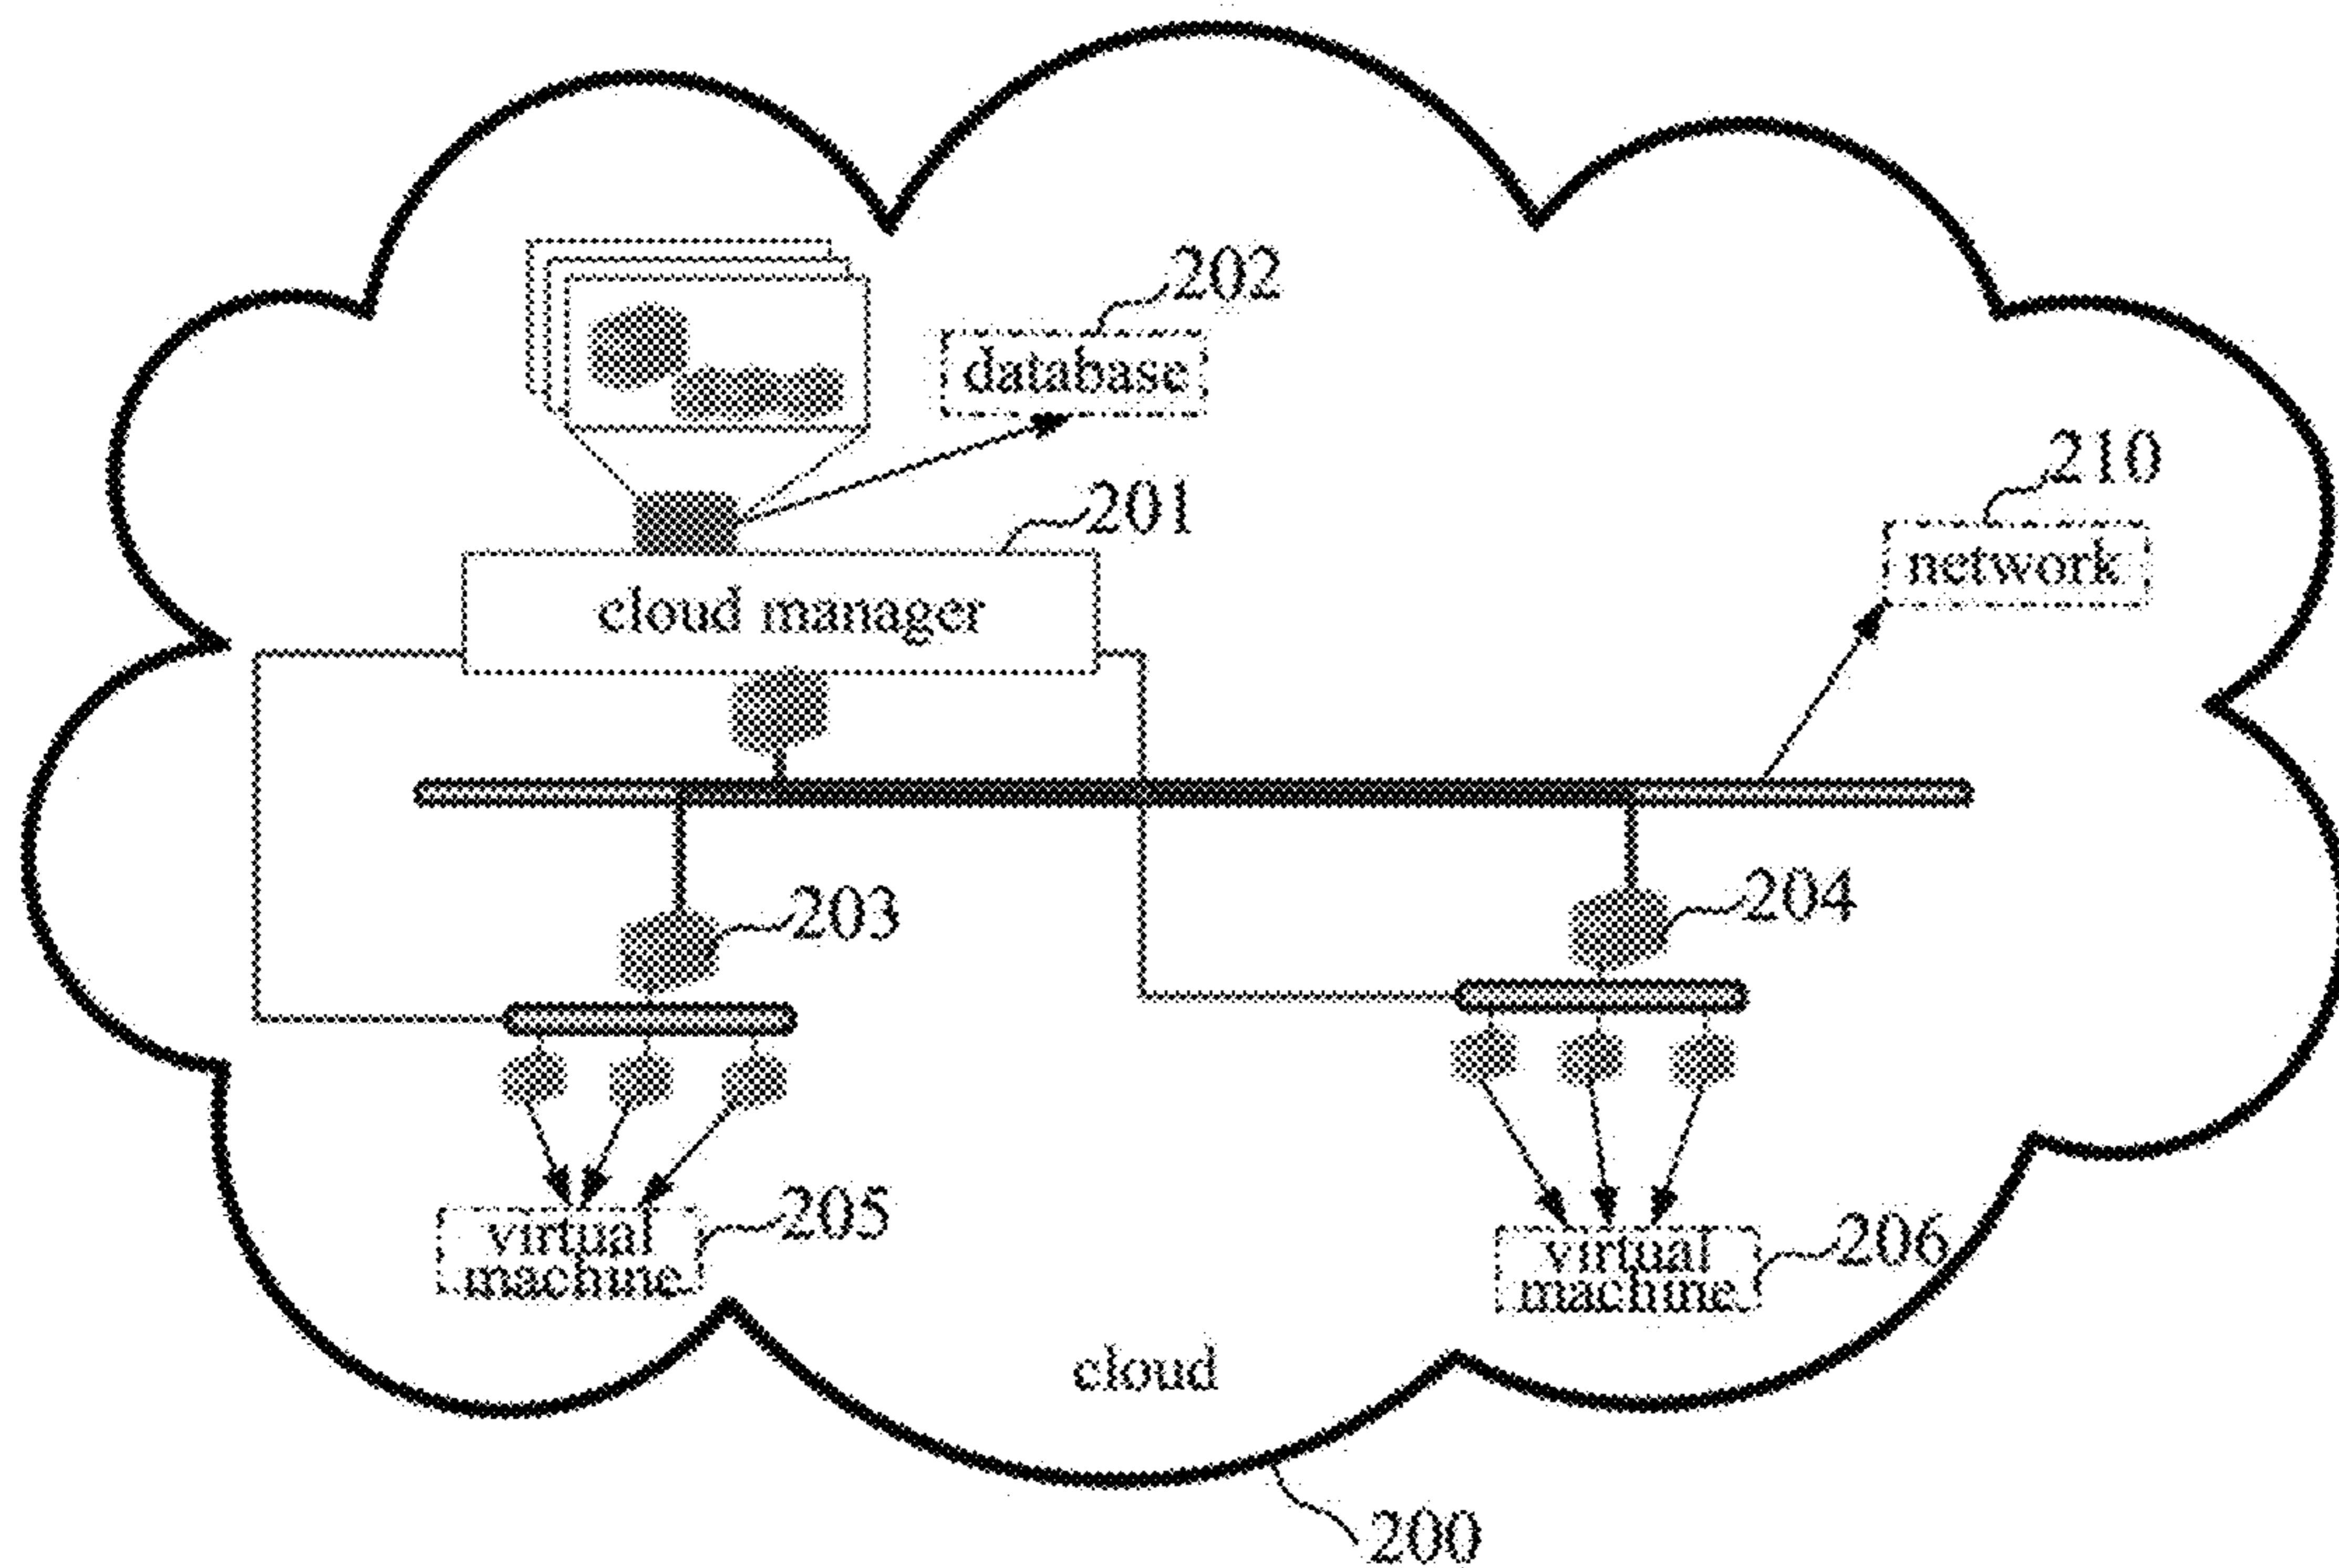 202
database
210
network
201
cloud manager
203
204
205
virtual
machine
206
virtual
machine
cloud
200